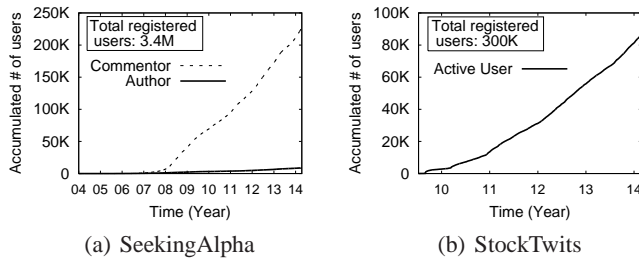 250K
200K
150K
100K
50K
0
Accumulated # of users
Total registered
users: 3.4M
Commentor
Author
04 05 06 07 08 09 10 11 12 13 14
Time (Year)
(a) SeekingAlpha
100K
80K
60K
40K
20K
0
Accumulated # of users
Total registered
users: 300K
Active User
10 11 12 13 14
Time (Year)
(b) StockTwits